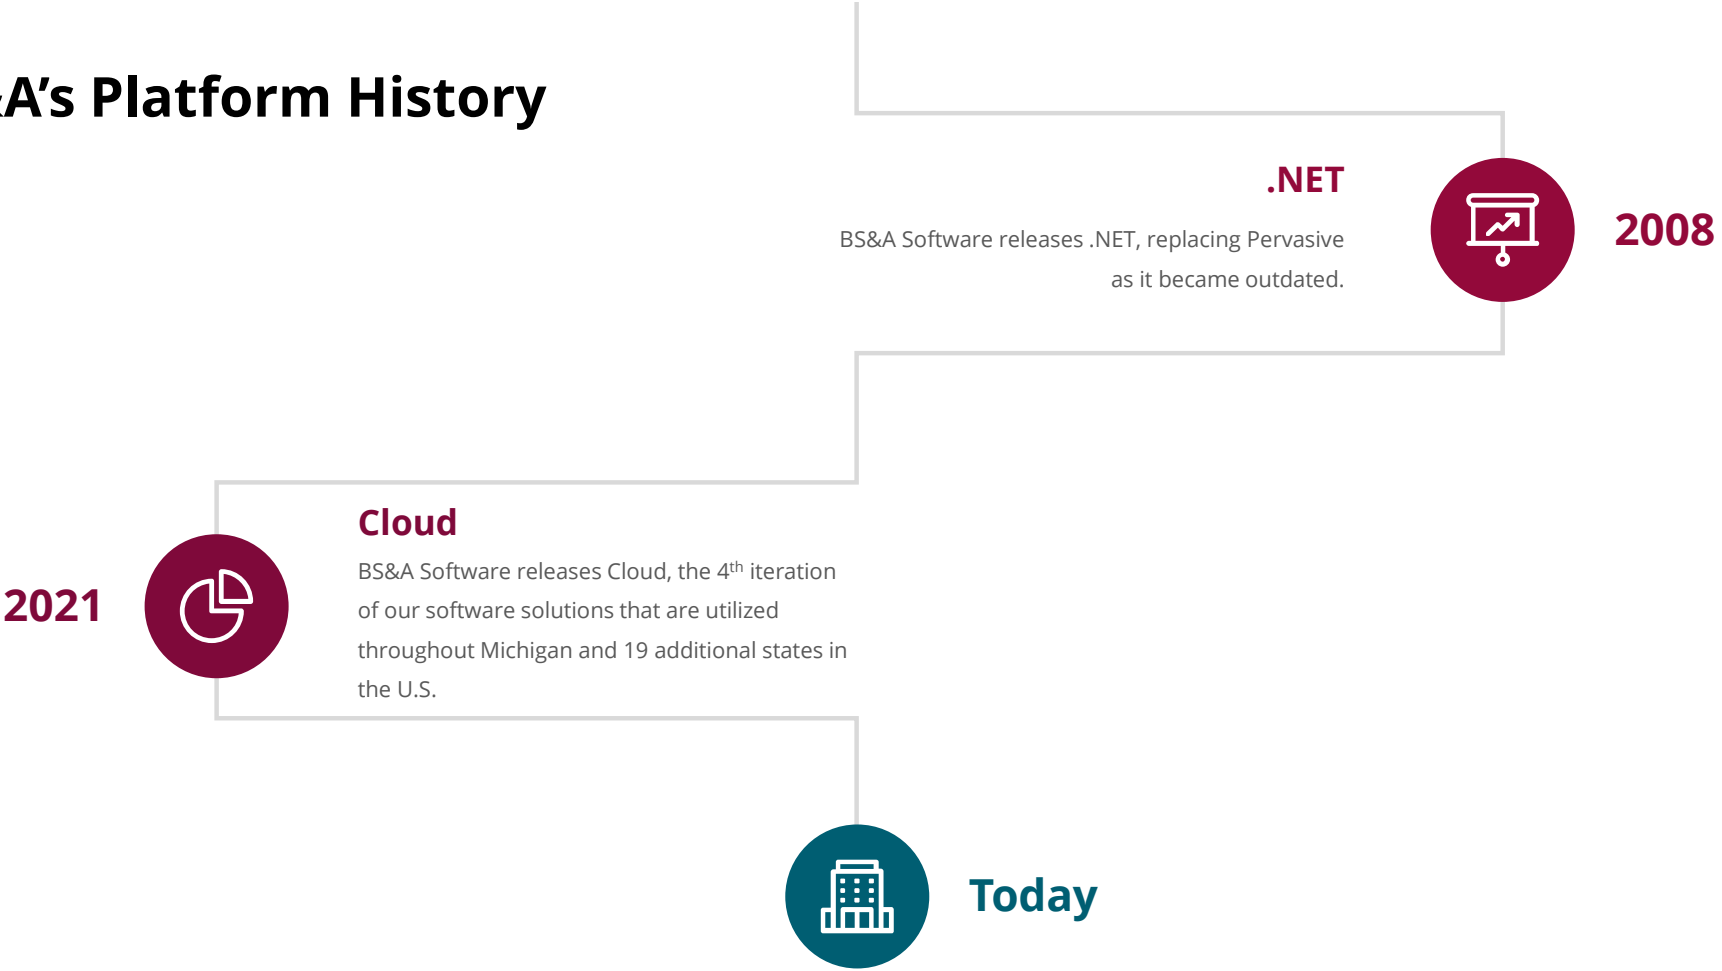 &A’s Platform History
.NET
BS&A Software releases .NET, replacing Pervasive
as it became outdated.
2008
Cloud
BS&A Software releases Cloud, the 4th iteration
of our software solutions that are utilized
throughout Michigan and 19 additional states in
the U.S.
2021
Today